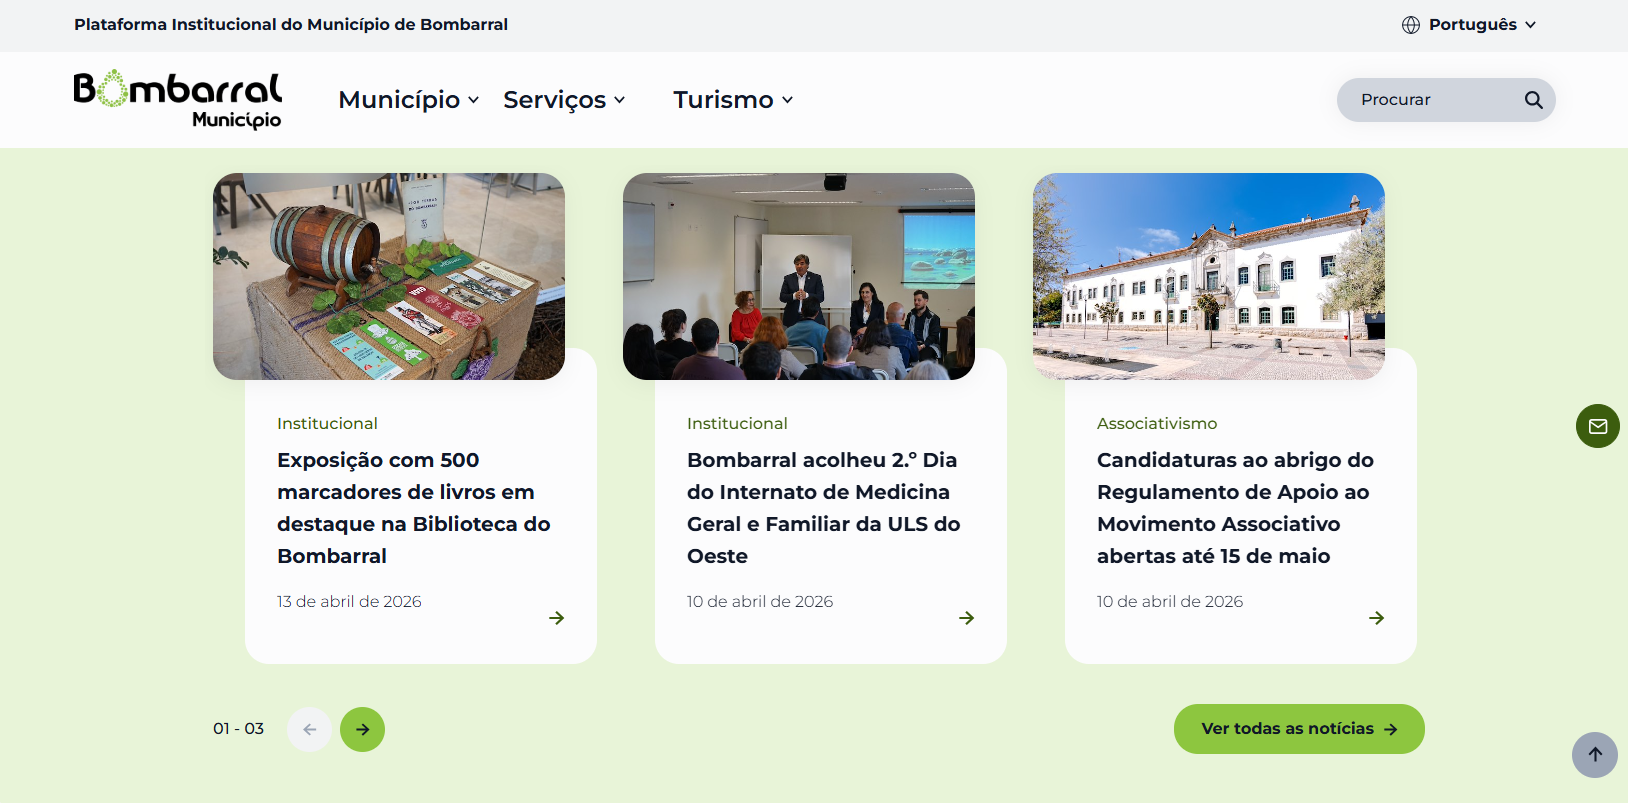 Plataforma Institucional do Município de Bombarral
Português
Bombarral
Município
Município
Serviços
Turismo
Procurar
Institucional
Exposição com 500
marcadores de livros em
destaque na Biblioteca do
Bombarral
13 de abril de 2026
Institucional
Bombarral acolheu 2.º Dia
do Internato de Medicina
Geral e Familiar da ULS do
Oeste
10 de abril de 2026
Associativismo
Candidaturas ao abrigo do
Regulamento de Apoio ao
Movimento Associativo
abertas até 15 de maio
10 de abril de 2026
01 - 03
Ver todas as notícias